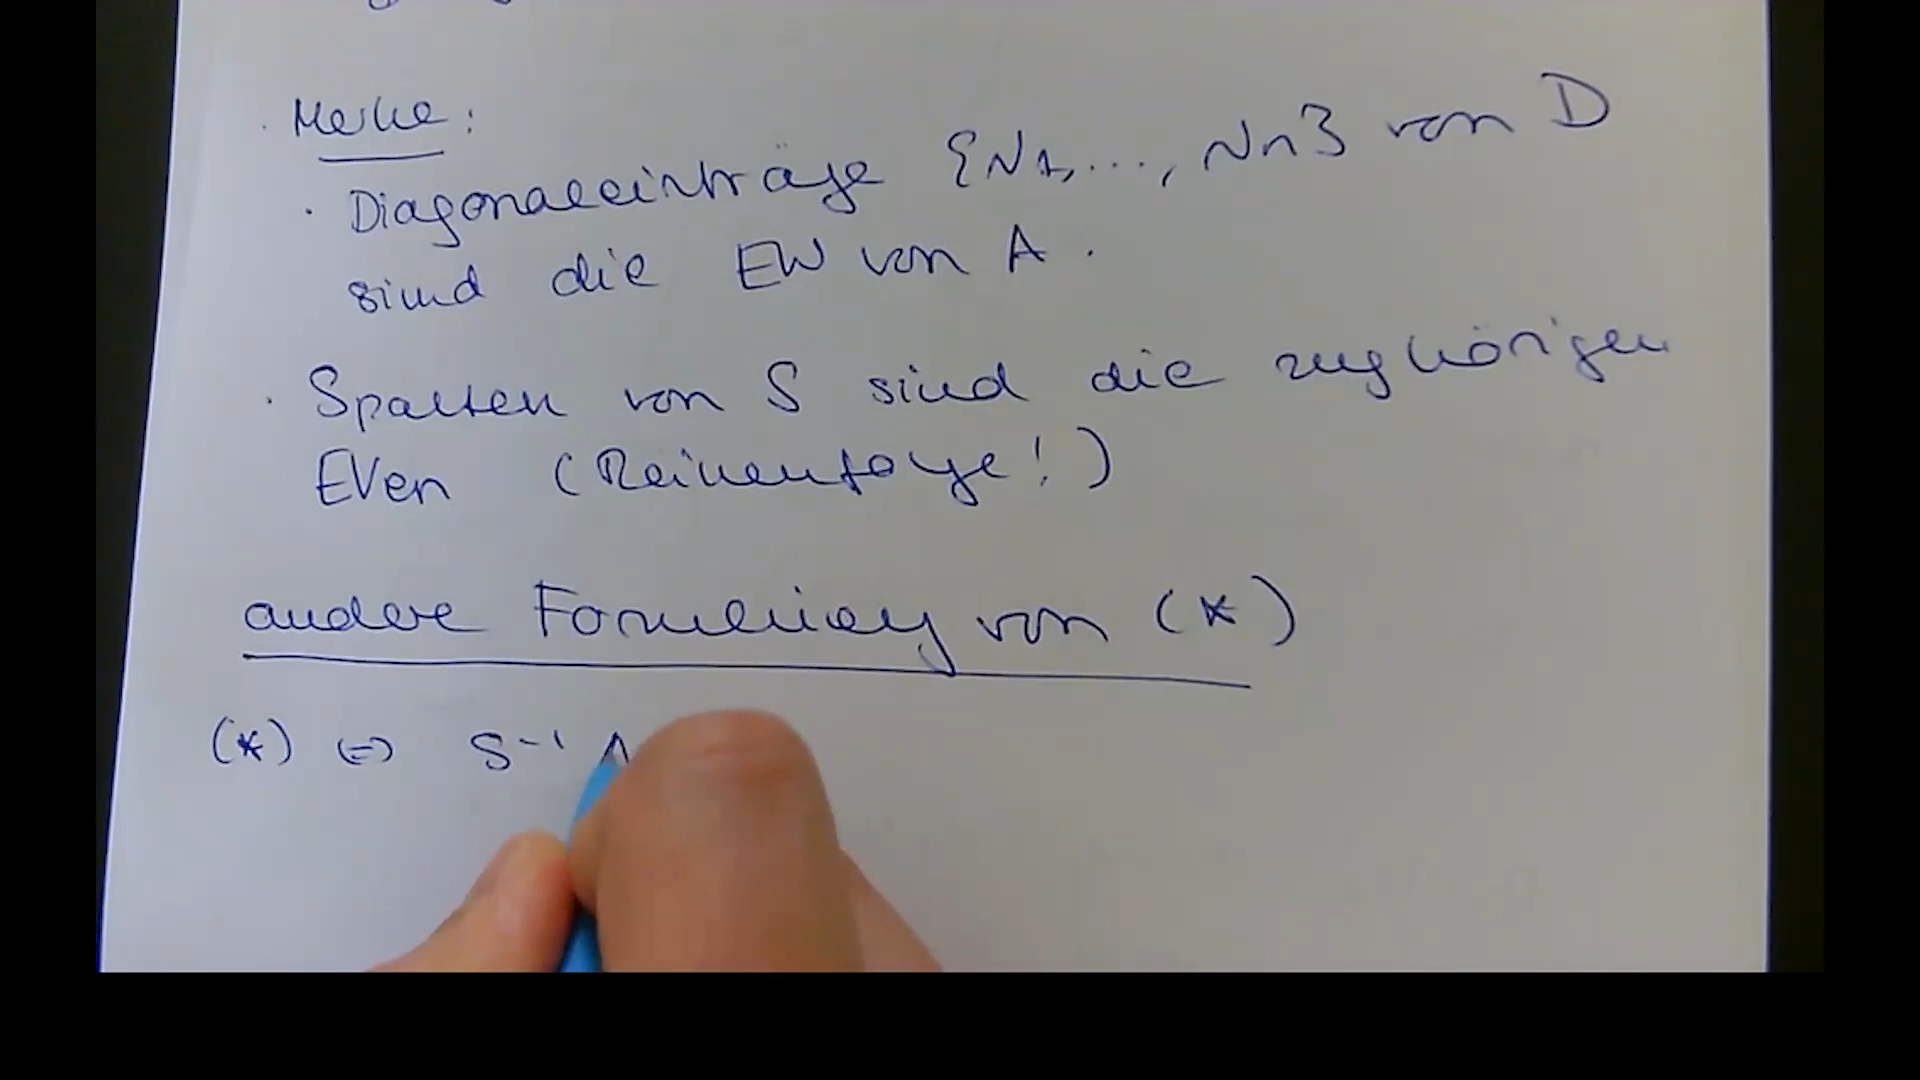 Merke:
· Diagonaleinträge {λ1,..., λn} von D
sind die EW von A.
· Spalten von S sind die zughörigen
EVen (Reihenfolge!)
andere Formulierung von (*)
(*) ⇔ S⁻¹ A